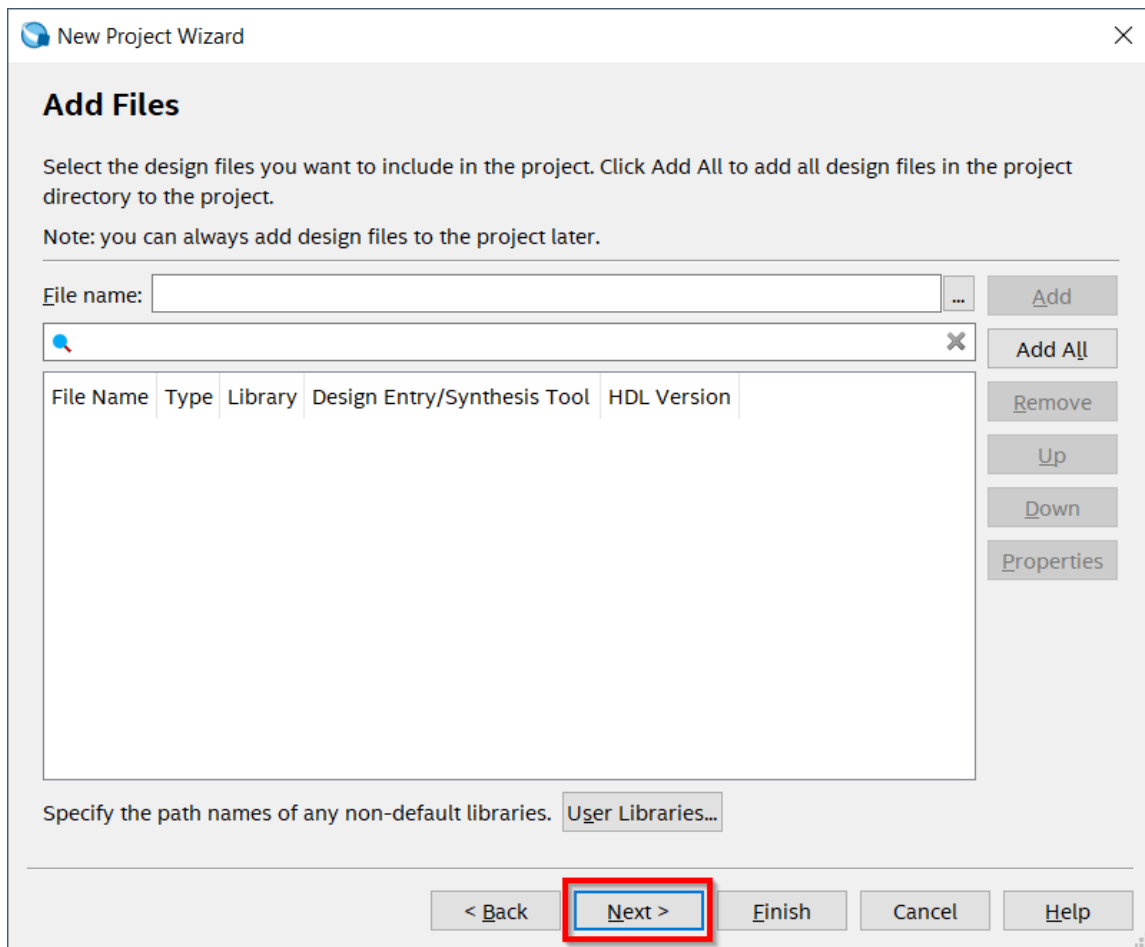 New Project Wizard
Add Files
Select the design files you want to include in the project. Click Add All to add all design files in the project
directory to the project.
Note: you can always add design files to the project later.
File name:
...
Add
Add All
File Name Type Library Design Entry/Synthesis Tool HDL Version
Remove
Up
Down
Properties
Specify the path names of any non-default libraries. User Libraries...
< Back Next > Finish Cancel Help